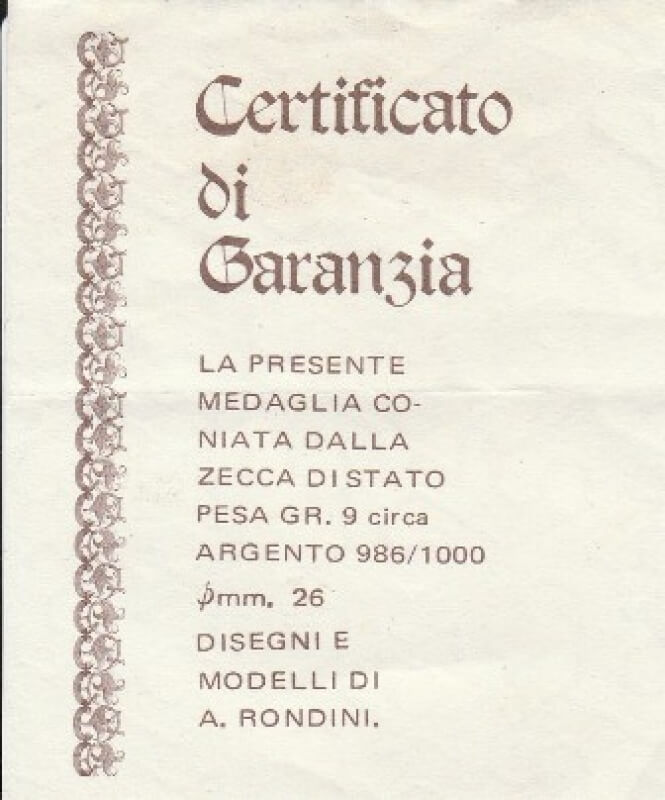 Certificato
di
Garanzia
LA PRESENTE
MEDAGLIA CO-
NIATA DALLA
ZECCA DI STATO
PESA GR. 9 circa
ARGENTO 986/1000
ϕmm. 26
DISEGNI E
MODELLI DI
A. RONDINI.